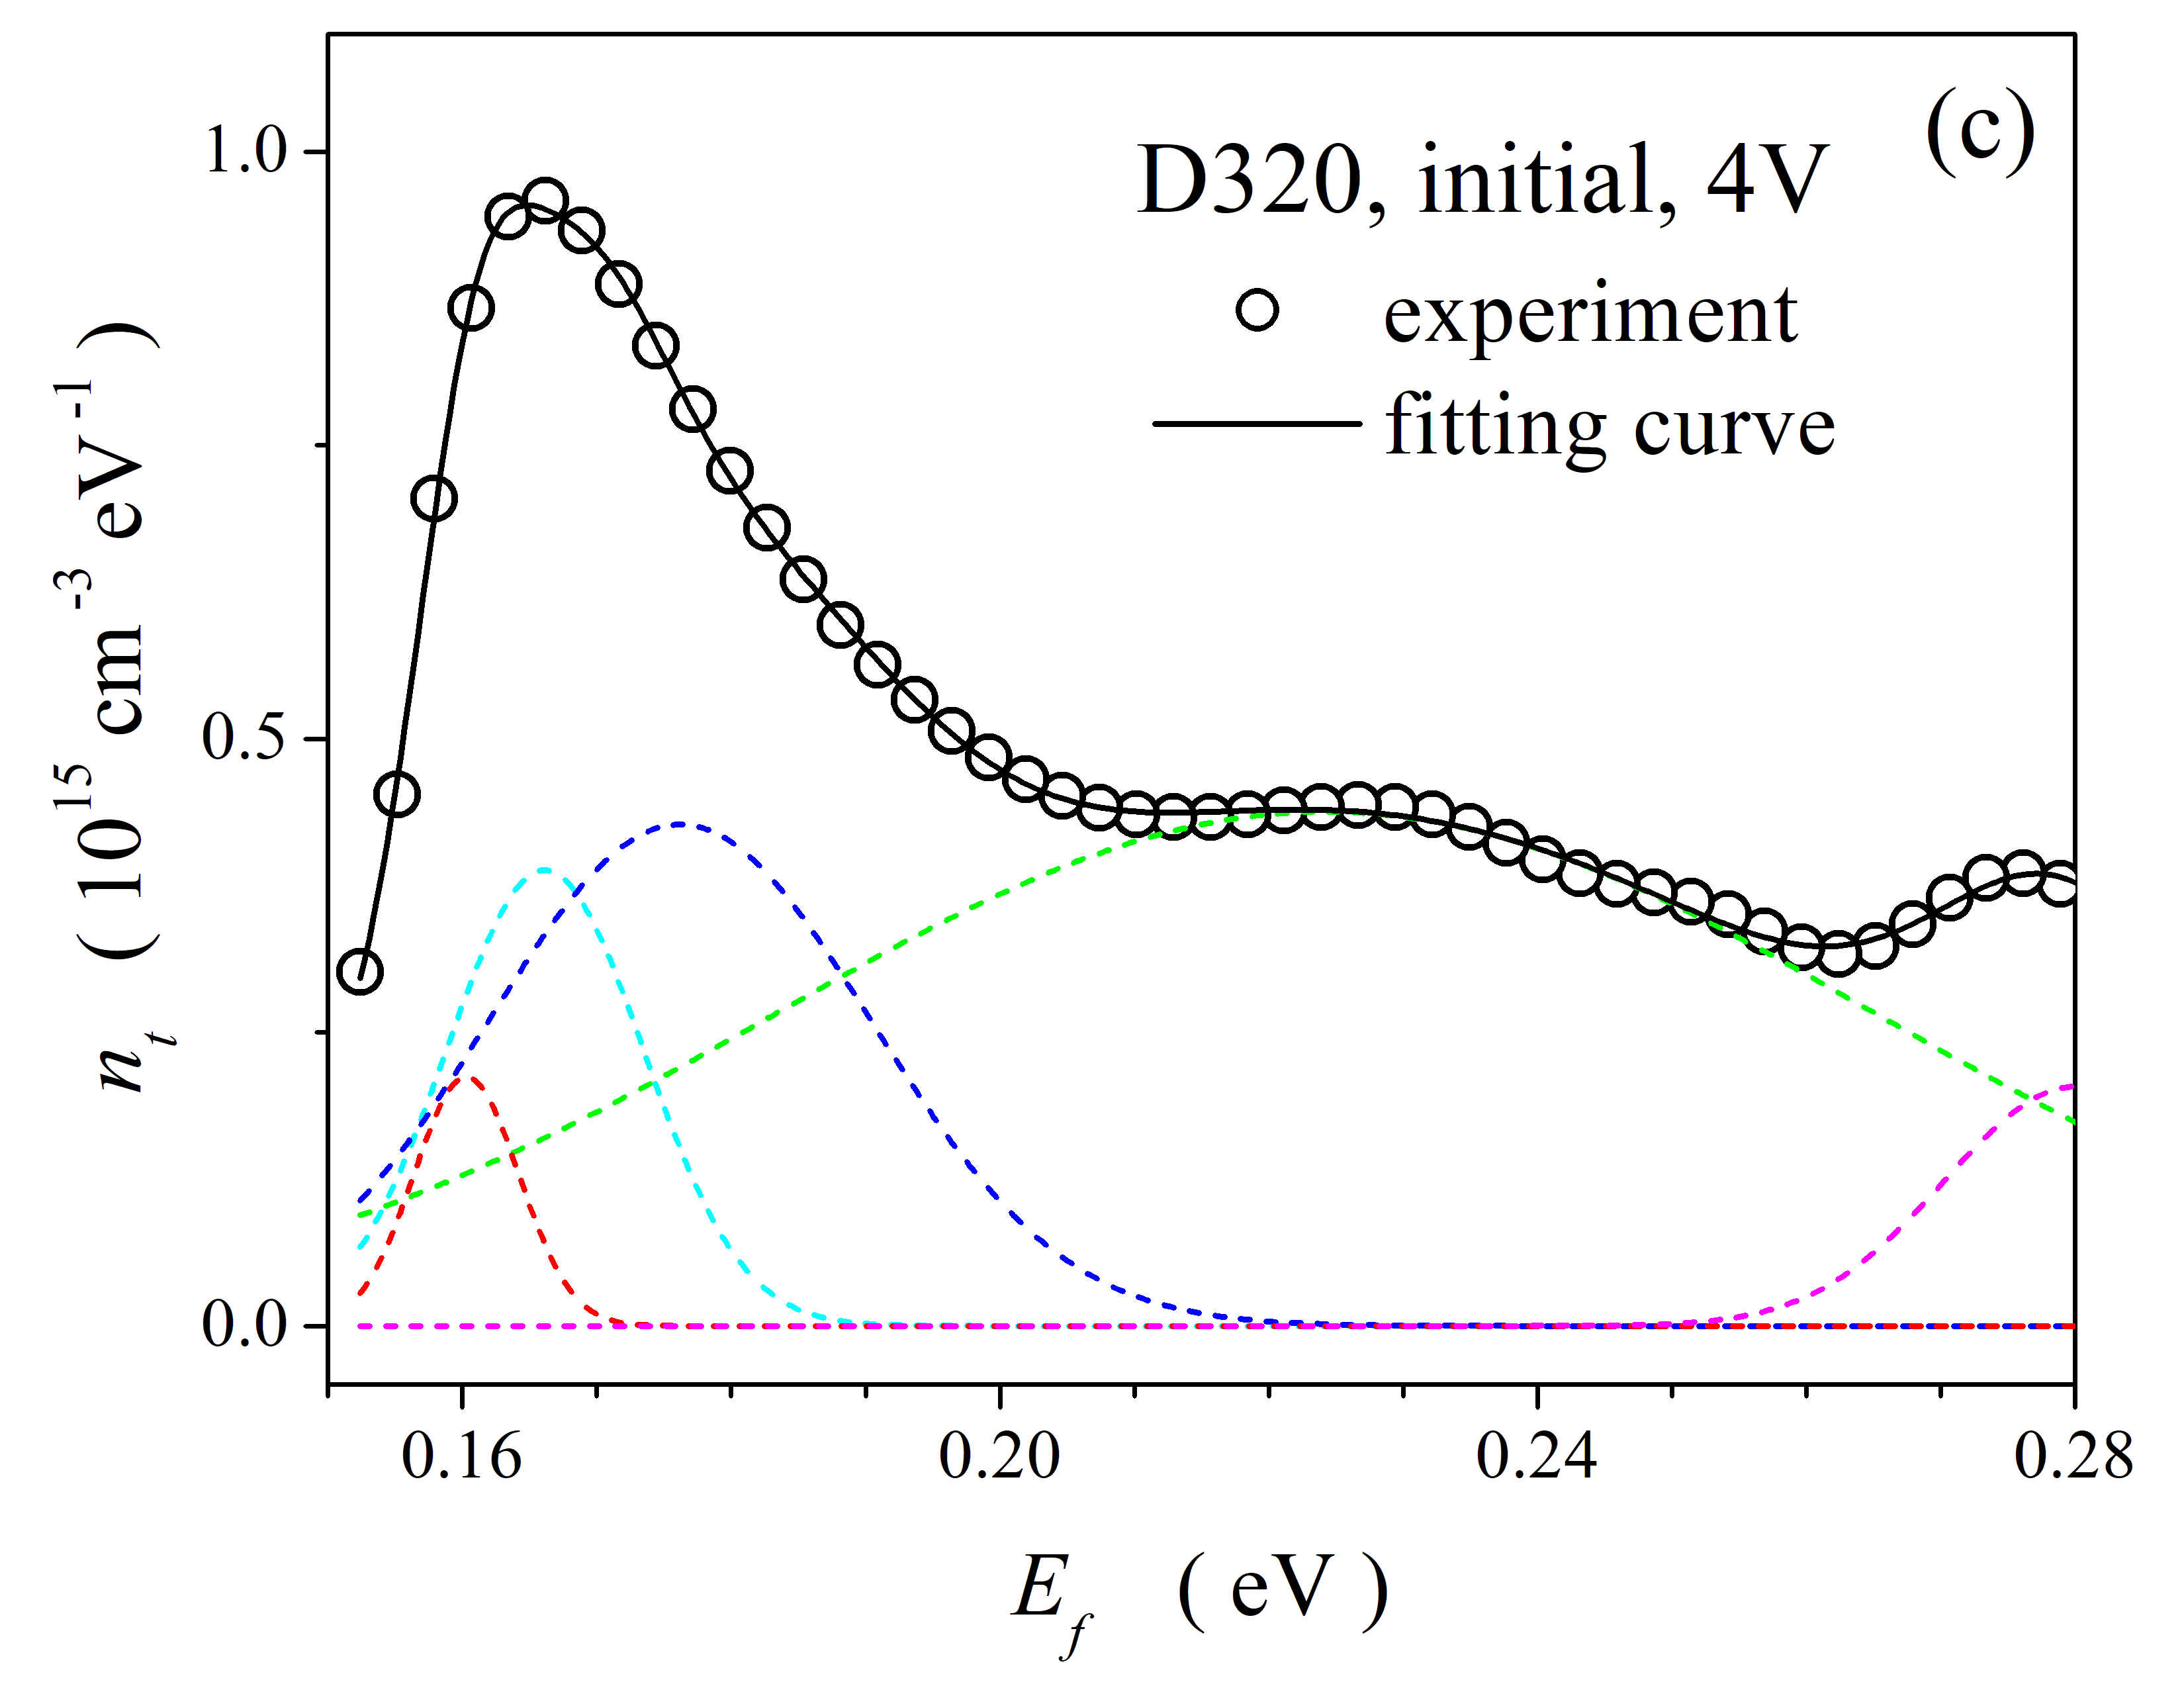 (c)
D320, initial, 4V
experiment
fitting curve
1.0
0.5
0.0
n_t ( 10^15 cm^-3 eV^-1 )
0.16 0.20 0.24 0.28
E_f ( eV )